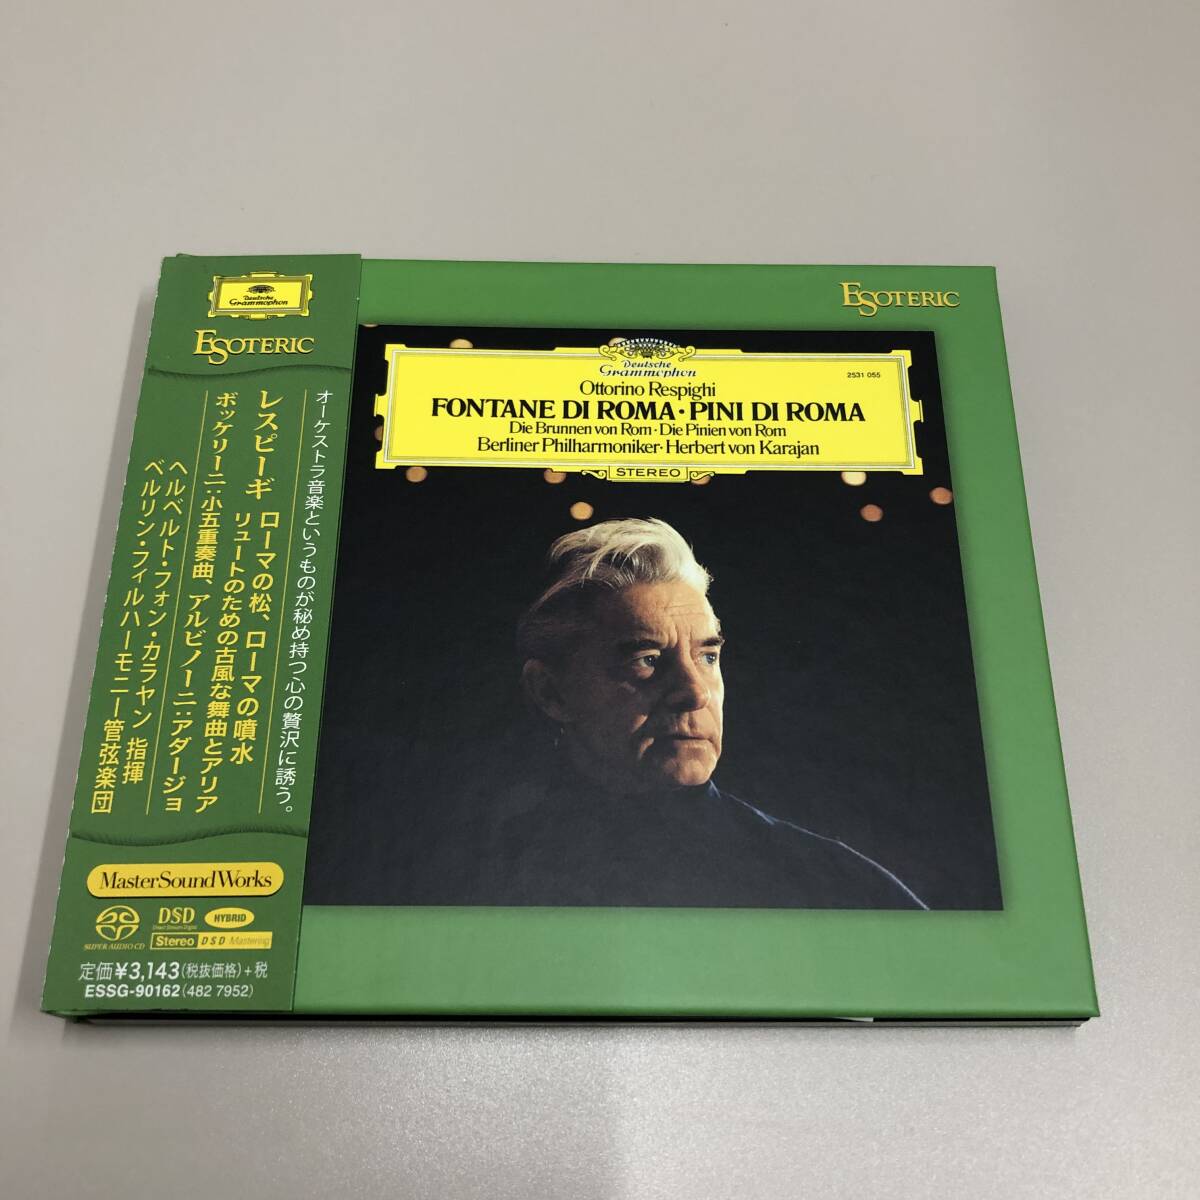 Deutsche
Grammophon
ESOTERIC
オーケストラ音楽というものが秘め持つ心の贅沢に誘う。
レスピーギ ローマの松、ローマの噴水
リュートのための古風な舞曲とアリア
ボッケリーニ:小五重奏曲、アルビノーニ:アダージョ
ヘルベルト・フォン・カラヤン 指揮
ベルリン・フィルハーモニー管弦楽団
MasterSoundWorks
SUPER AUDIO CD
DSD
Direct Stream Digital
HYBRID
Stereo DSD Mastering
定価¥3,143(税抜価格)+税
ESSG-90162(482 7952)
ESOTERIC
Deutsche
Grammophon
2531 055
Ottorino Respighi
FONTANE DI ROMA·PINI DI ROMA
Die Brunnen von Rom·Die Pinien von Rom
Berliner Philharmoniker·Herbert von Karajan
STEREO